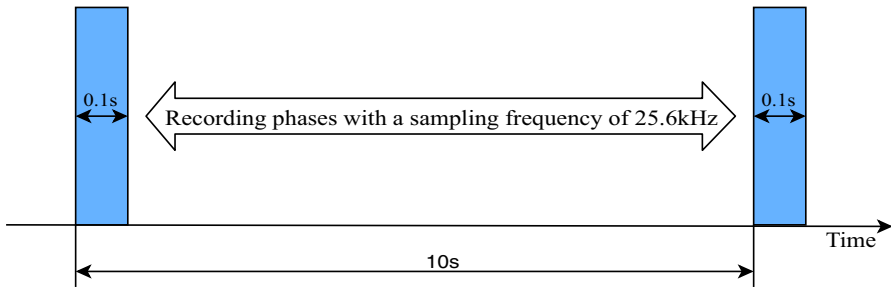 0.1s
0.1s
Recording phases with a sampling frequency of 25.6kHz
Time
10s